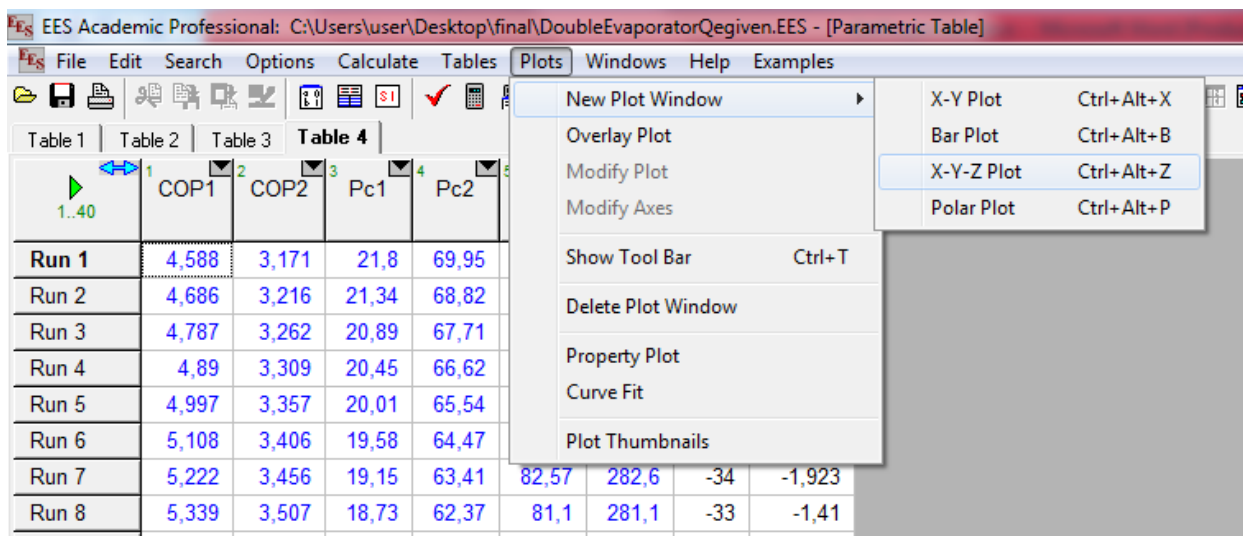 EES Academic Professional: C:\Users\user\Desktop\final\DoubleEvaporatorQegiven.EES - [Parametric Table]
File Edit Search Options Calculate Tables Plots Windows Help Examples
New Plot Window
X-Y Plot Ctrl+Alt+X
Overlay Plot
Bar Plot Ctrl+Alt+B
Modify Plot
X-Y-Z Plot Ctrl+Alt+Z
Modify Axes
Polar Plot Ctrl+Alt+P
Show Tool Bar Ctrl+T
Delete Plot Window
Property Plot
Curve Fit
Plot Thumbnails
Table 1 Table 2 Table 3 Table 4
1..40 1 COP1 2 COP2 3 Pc1 4 Pc2
Run 1 4,588 3,171 21,8 69,95
Run 2 4,686 3,216 21,34 68,82
Run 3 4,787 3,262 20,89 67,71
Run 4 4,89 3,309 20,45 66,62
Run 5 4,997 3,357 20,01 65,54
Run 6 5,108 3,406 19,58 64,47
Run 7 5,222 3,456 19,15 63,41 82,57 282,6 -34 -1,923
Run 8 5,339 3,507 18,73 62,37 81,1 281,1 -33 -1,41